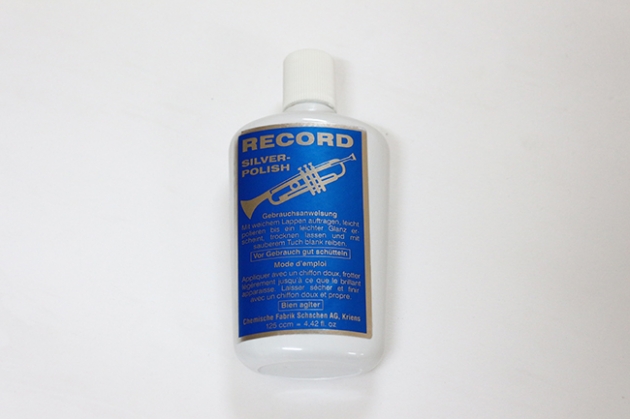 RECORD
SILVER-
POLISH
Gebrauchsanweisung
Mit weichem Lappen auftragen, leicht
polieren bis ein leichter Glanz er-
scheint, trocknen lassen und mit
sauberem Tuch blank reiben.
Vor Gebrauch gut schütteln
Mode d'emploi
Appliquer avec un chiffon doux, frotter
légèrement jusqu'à ce que le brillant
apparaisse. Laisser sécher et finir
avec un chiffon doux et propre.
Bien agiter
Chemische Fabrik Schachen AG, Kriens
125 ccm = 4,42 fl. oz.